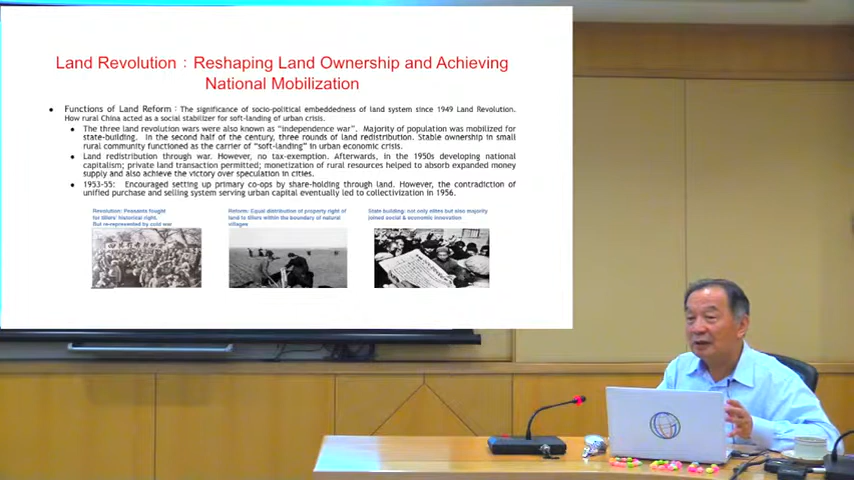 Land Revolution：Reshaping Land Ownership and Achieving
National Mobilization
● Functions of Land Reform：The significance of socio-political embeddedness of land system since 1949 Land Revolution.
How rural China acted as a social stabilizer for soft-landing of urban crisis.
● The three land revolution wars were also known as "independence war". Majority of population was mobilized for
state-building. In the second half of the century, three rounds of land redistribution. Stable ownership in small
rural community functioned as the carrier of "soft-landing" in urban economic crisis.
● Land redistribution through war. However, no tax-exemption. Afterwards, in the 1950s developing national
capitalism; private land transaction permitted; monetization of rural resources helped to absorb expanded money
supply and also achieve the victory over speculation in cities.
● 1953-55: Encouraged setting up primary co-ops by share-holding through land. However, the contradiction of
unified purchase and selling system serving urban capital eventually led to collectivization in 1956.
Revolution: Peasants fought
for tillers' historical right.
But re-represented by cold war
Reform: Equal distribution of property right of
land to tillers within the boundary of natural
villages
State building: not only elites but also majority
joined social & economic innovation